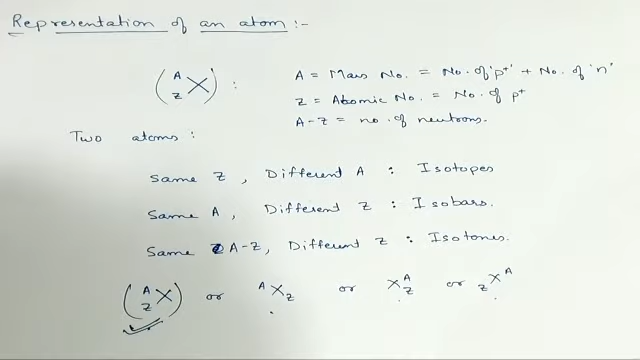 Representation of an atom :-
(A Z X) : A = Mass No. = No. of 'p+' + No. of 'n'
Z = Atomic No. = No. of p+
A-Z = no. of neutrons.
Two atoms :
Same Z, Different A : Isotopes
Same A, Different Z : Isobars.
Same A-Z, Different Z : Isotones.
(A Z X) or A X Z or X A Z or Z X A